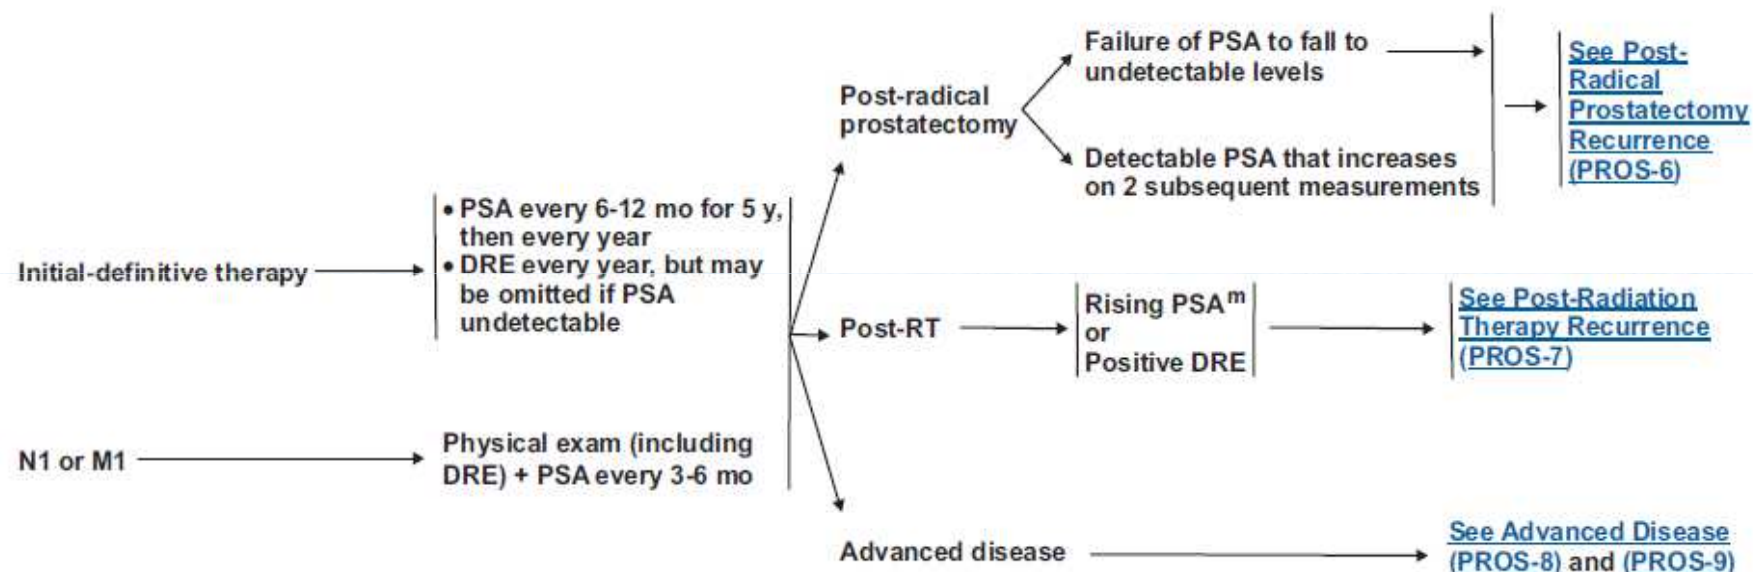 Initial-definitive therapy
• PSA every 6-12 mo for 5 y,
then every year
• DRE every year, but may
be omitted if PSA
undetectable
N1 or M1
Physical exam (including
DRE) + PSA every 3-6 mo
Post-radical
prostatectomy
Failure of PSA to fall to
undetectable levels
Detectable PSA that increases
on 2 subsequent measurements
See Post-
Radical
Prostatectomy
Recurrence
(PROS-6)
Post-RT
Rising PSAᵐ
or
Positive DRE
See Post-Radiation
Therapy Recurrence
(PROS-7)
Advanced disease
See Advanced Disease
(PROS-8) and (PROS-9)